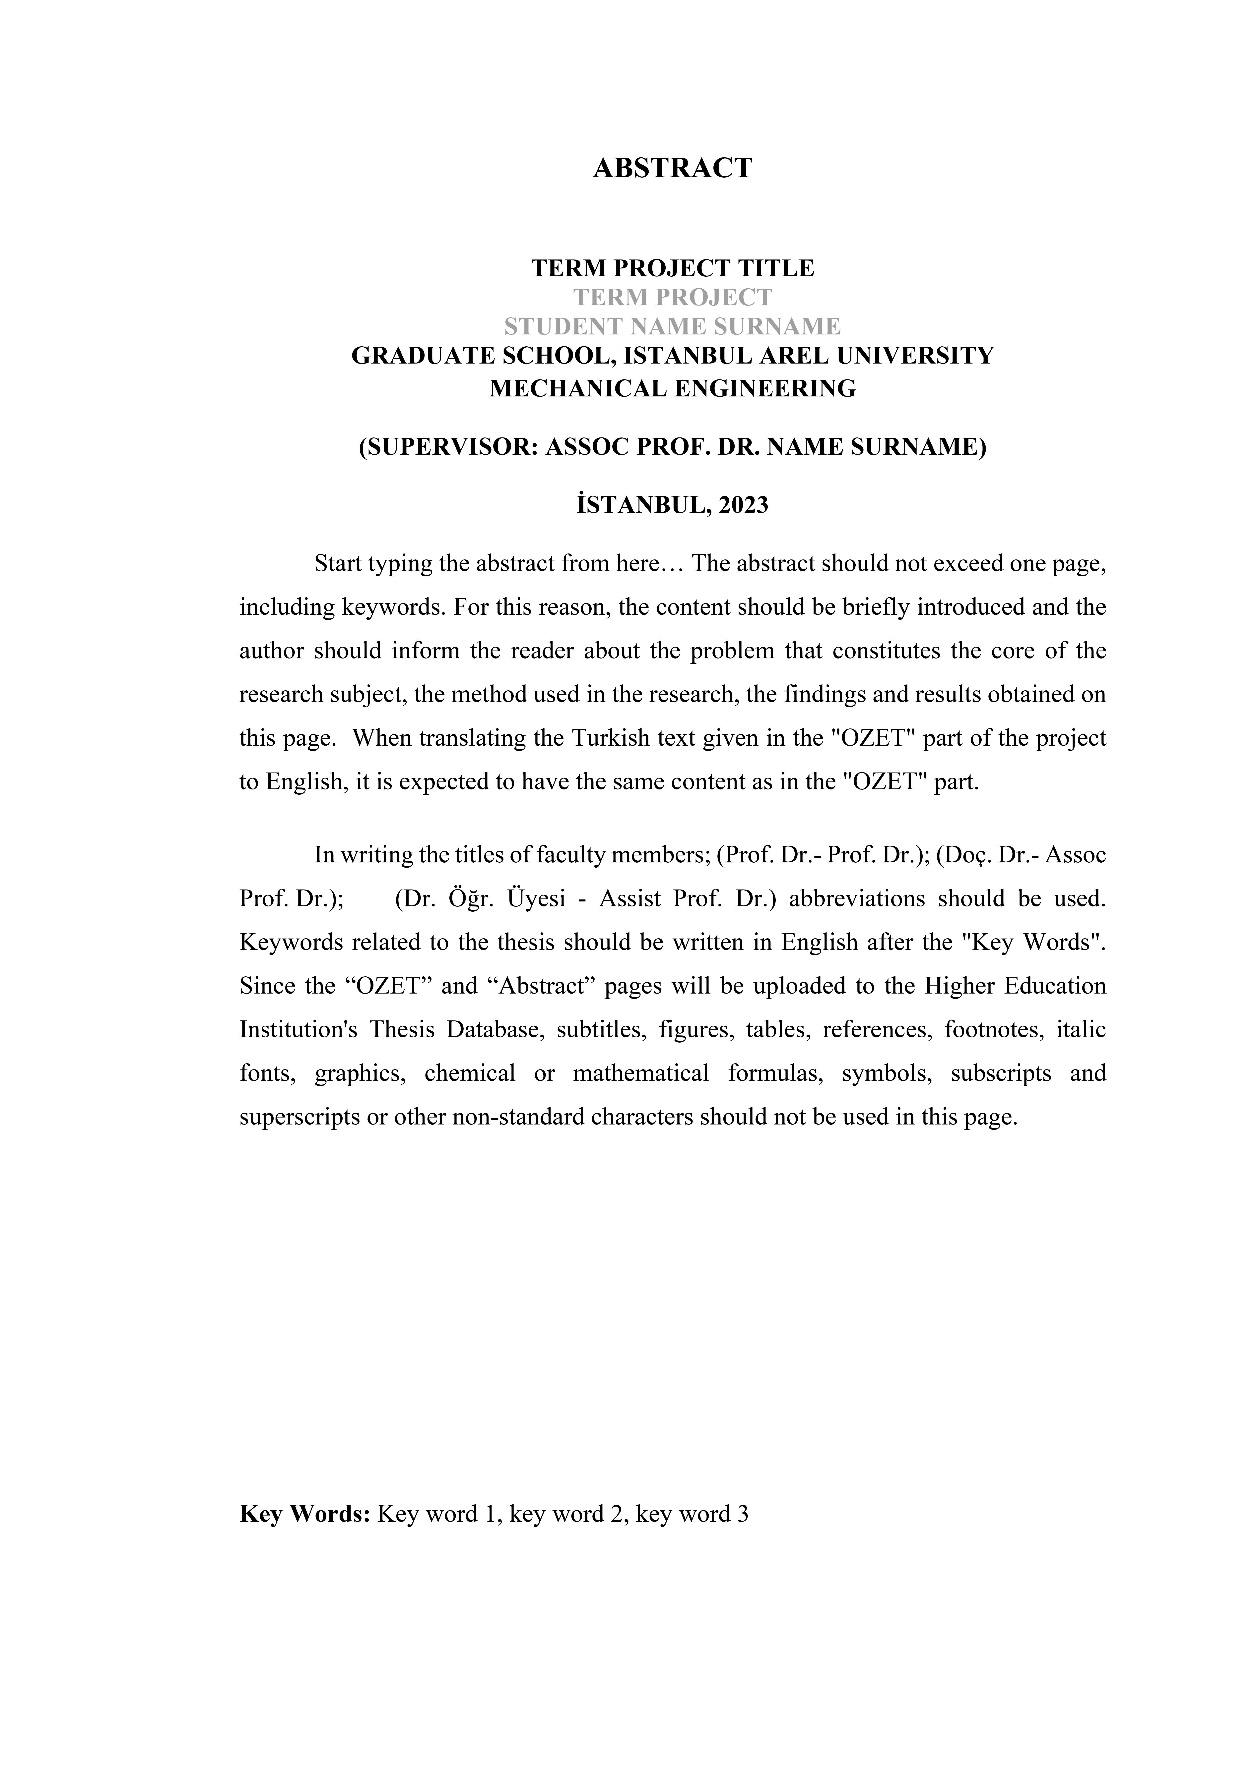 ABSTRACT
TERM PROJECT TITLE
TERM PROJECT
STUDENT NAME SURNAME
GRADUATE SCHOOL, ISTANBUL AREL UNIVERSITY
MECHANICAL ENGINEERING
(SUPERVISOR: ASSOC PROF. DR. NAME SURNAME)
İSTANBUL, 2023
Start typing the abstract from here… The abstract should not exceed one page,
including keywords. For this reason, the content should be briefly introduced and the
author should inform the reader about the problem that constitutes the core of the
research subject, the method used in the research, the findings and results obtained on
this page.  When translating the Turkish text given in the "OZET" part of the project
to English, it is expected to have the same content as in the "OZET" part.
In writing the titles of faculty members; (Prof. Dr.- Prof. Dr.); (Doç. Dr.- Assoc
Prof. Dr.); (Dr. Öğr. Üyesi - Assist Prof. Dr.) abbreviations should be used.
Keywords related to the thesis should be written in English after the "Key Words".
Since the “OZET” and “Abstract” pages will be uploaded to the Higher Education
Institution's Thesis Database, subtitles, figures, tables, references, footnotes, italic
fonts, graphics, chemical or mathematical formulas, symbols, subscripts and
superscripts or other non-standard characters should not be used in this page.
Key Words: Key word 1, key word 2, key word 3